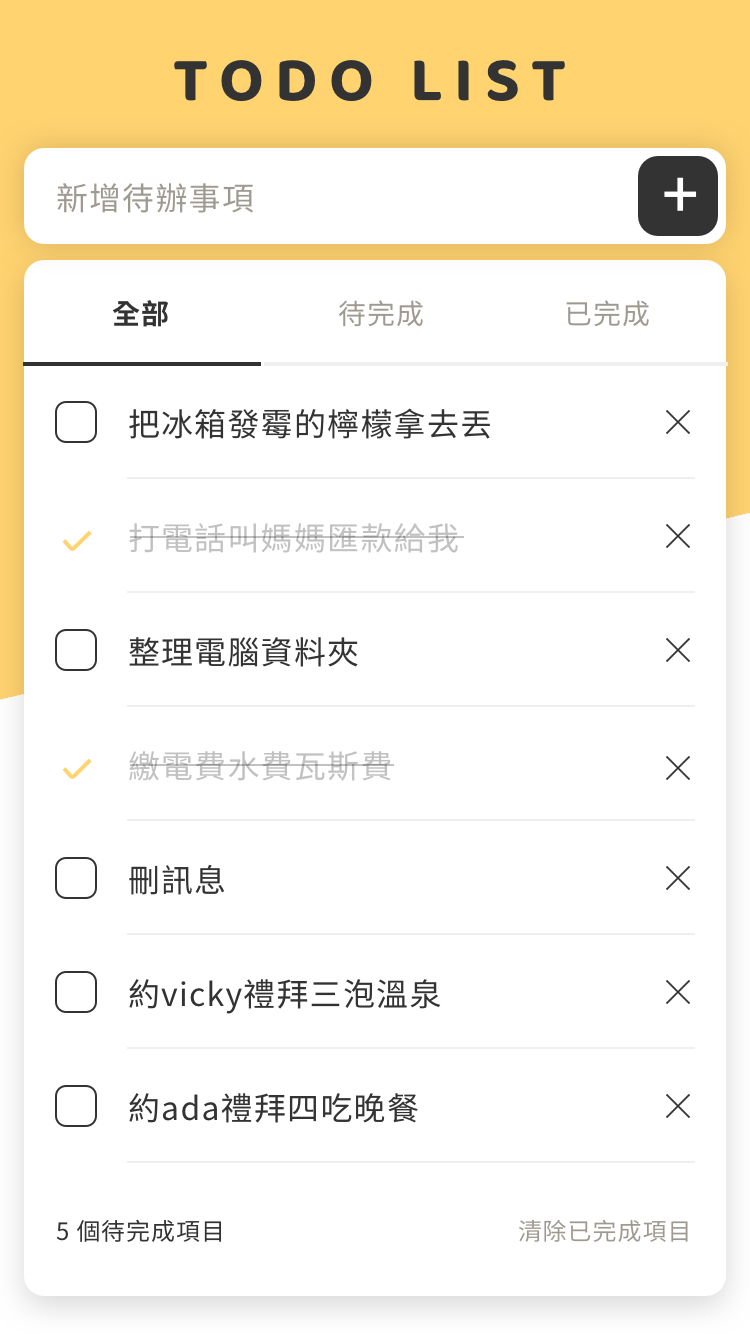 TODO LIST
新增待辦事項
全部 待完成 已完成
把冰箱發霉的檸檬拿去丟
打電話叫媽媽匯款給我
整理電腦資料夾
繳電費水費瓦斯費
刪訊息
約vicky禮拜三泡溫泉
約ada禮拜四吃晚餐
5 個待完成項目 清除已完成項目